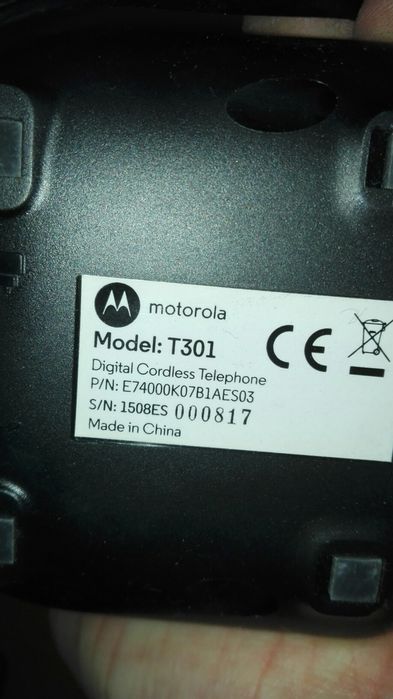 motorola
Model: T301
Digital Cordless Telephone
P/N: E74000K07B1AES03
S/N: 1508ES 000817
Made in China
CE